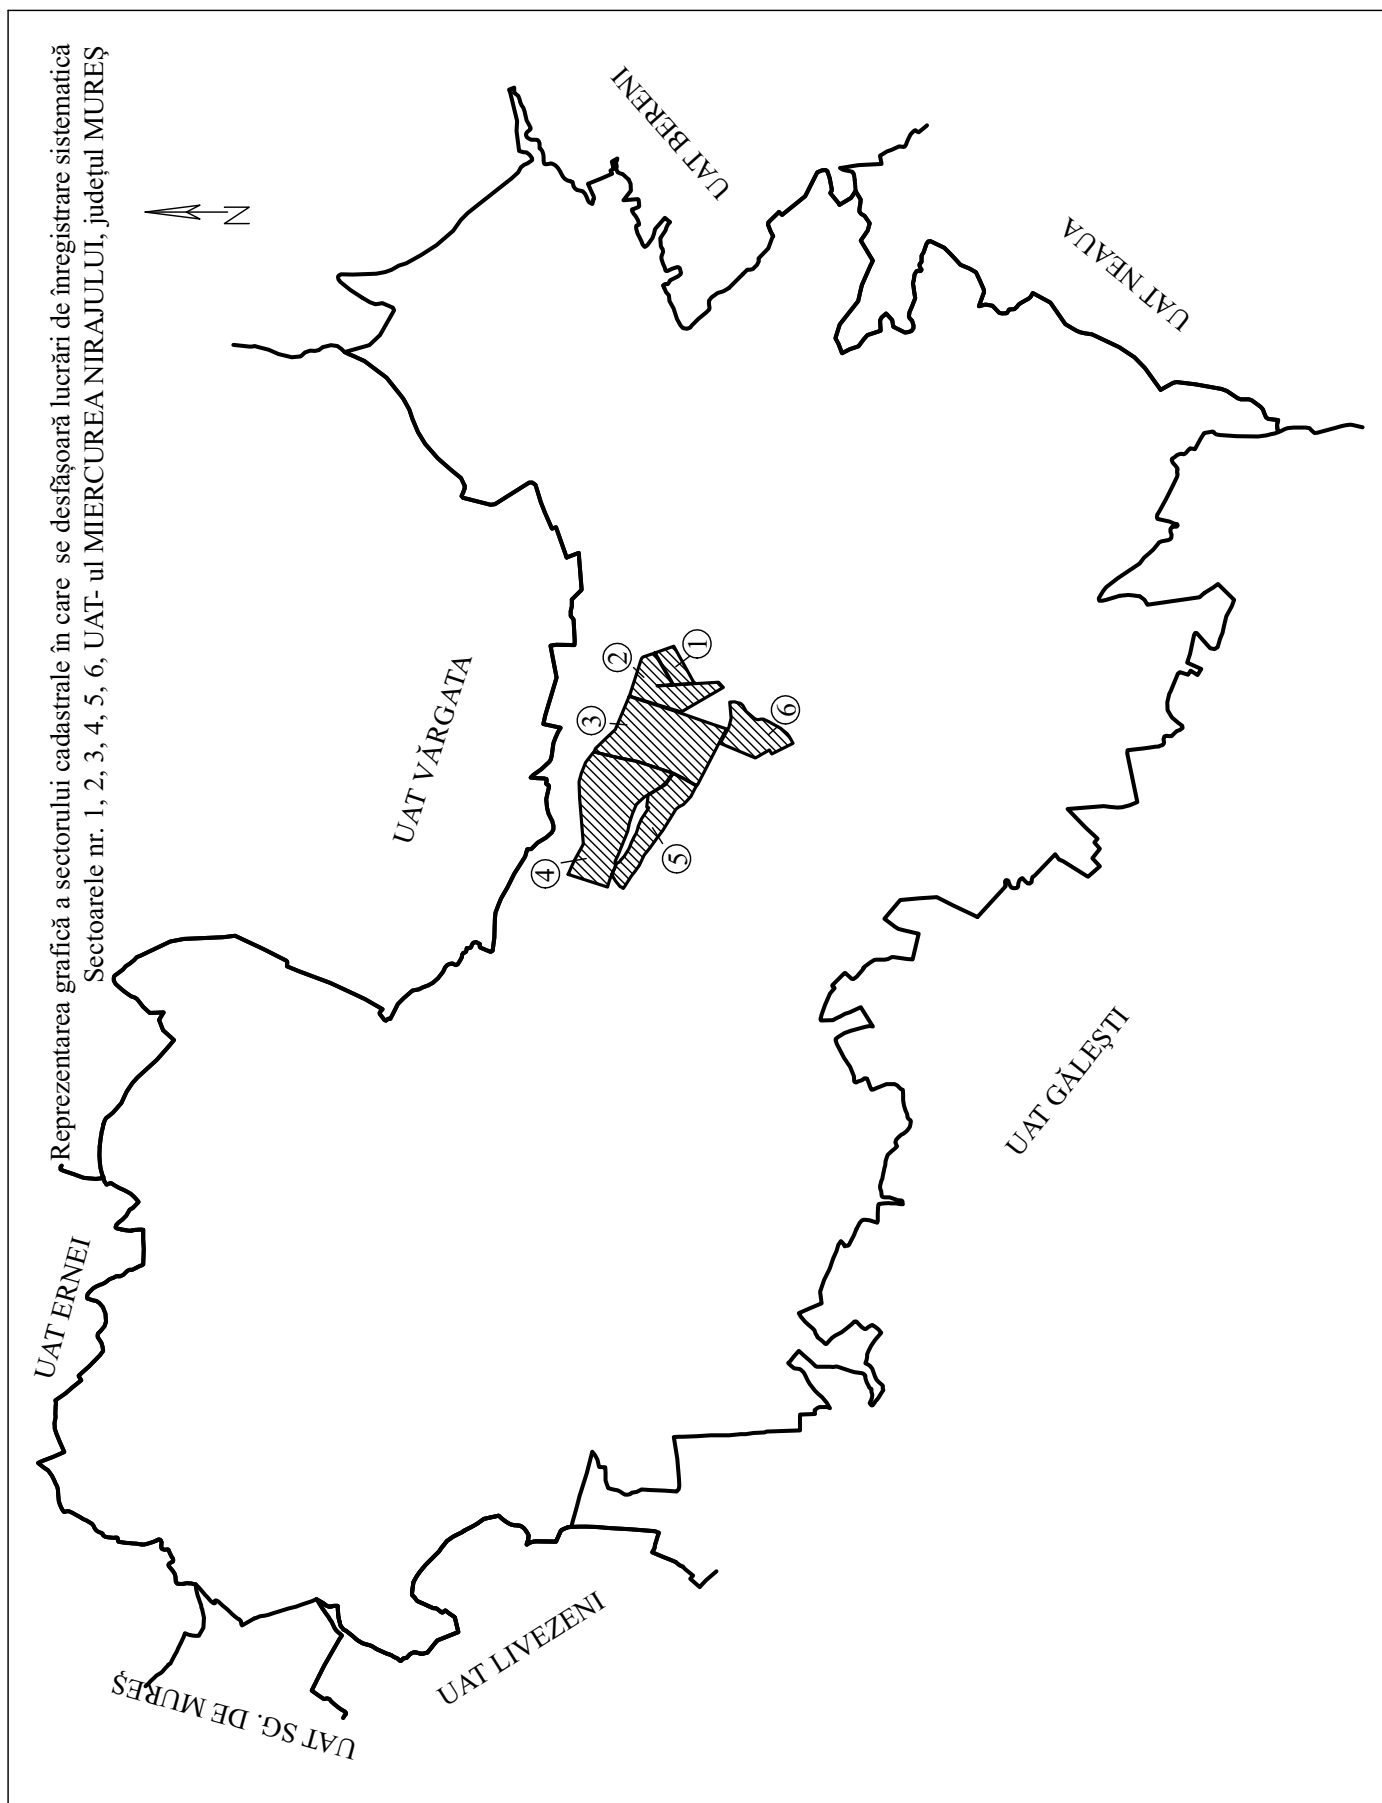 Reprezentarea grafică a sectorului cadastrale în care se desfășoară lucrări de înregistrare sistematică
Sectoarele nr. 1, 2, 3, 4, 5, 6, UAT- ul MIERCUREA NIRAJULUI, județul MUREȘ
N
UAT ERNEI
UAT VĂRGATA
UAT BERENI
UAT SG. DE MUREȘ
UAT LIVEZENI
4
3
2
1
5
6
UAT NEAUA
UAT GĂLEȘTI